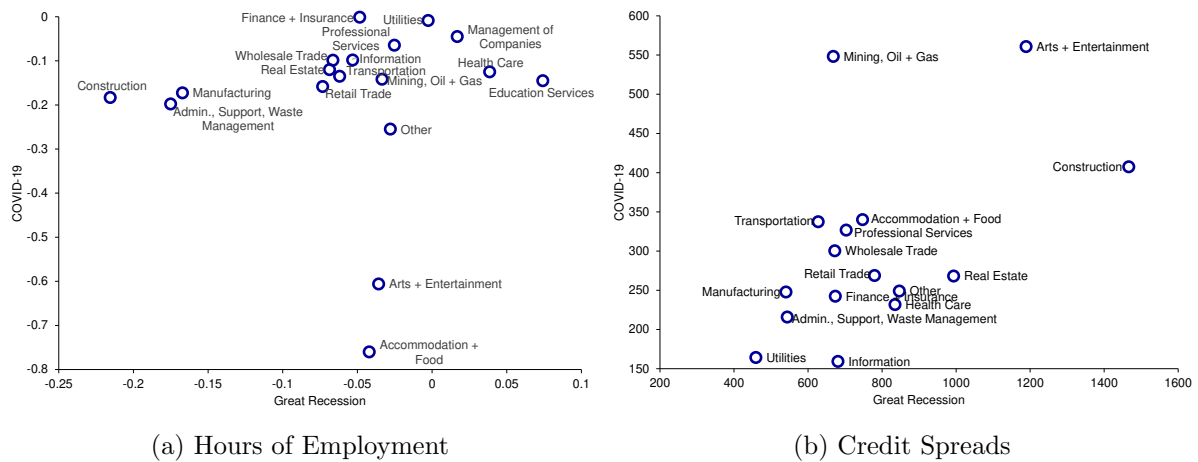 0
-0.1
-0.2
-0.3
-0.4
-0.5
-0.6
-0.7
-0.8
COVID-19
-0.25
-0.2
-0.15
-0.1
-0.05
0
0.05
0.1
Great Recession
Finance + Insurance
Utilities
Professional
Services
Management of
Companies
Wholesale Trade
Information
Real Estate
Transportation
Health Care
Mining, Oil + Gas
Education Services
Construction
Manufacturing
Retail Trade
Admin., Support, Waste
Management
Other
Arts + Entertainment
Accommodation +
Food
(a) Hours of Employment
600
550
500
450
400
350
300
250
200
150
COVID-19
200
400
600
800
1000
1200
1400
1600
Great Recession
Mining, Oil + Gas
Arts + Entertainment
Construction
Transportation
Accommodation + Food
Professional Services
Wholesale Trade
Retail Trade
Real Estate
Manufacturing
Other
Finance + Insurance
Health Care
Admin., Support, Waste Management
Utilities
Information
(b) Credit Spreads